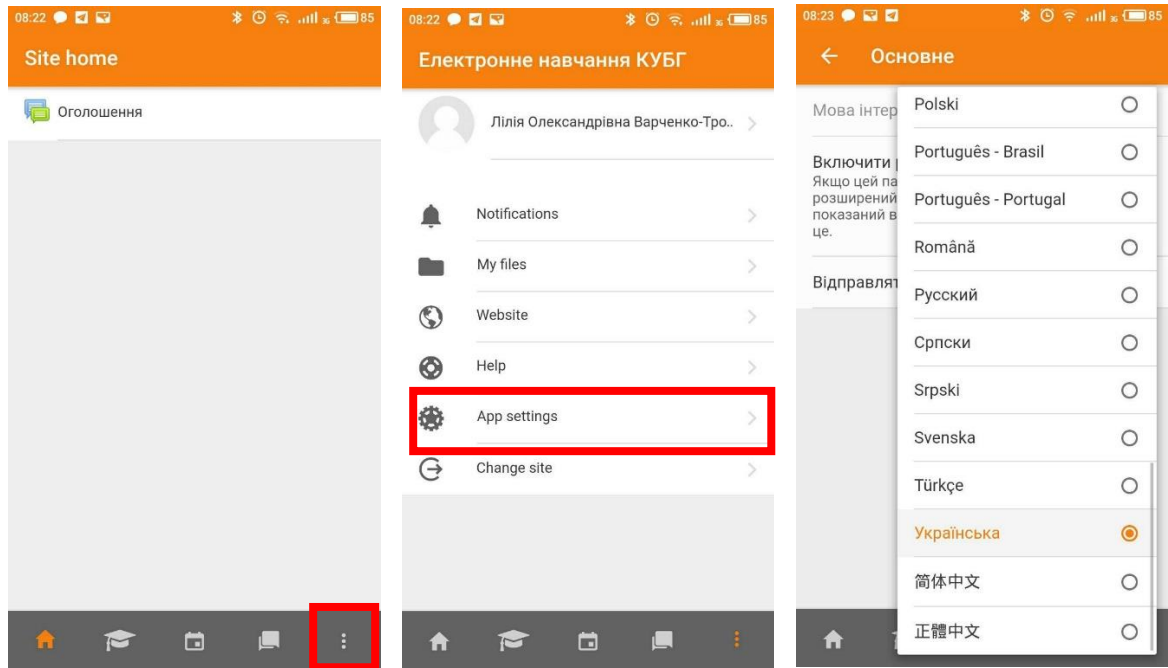 08:22
85
Site home
Оголошення
08:22
85
Електронне навчання КУБГ
Лілія Олександрівна Варченко-Тро..
Notifications
My files
Website
Help
App settings
Change site
08:23
85
Основне
Мова інтер
Включити
Якщо цей па
розширений
показаний в
це.
Відправлят
Polski
Português - Brasil
Português - Portugal
Română
Русский
Српски
Srpski
Svenska
Türkçe
Українська
简体中文
正體中文